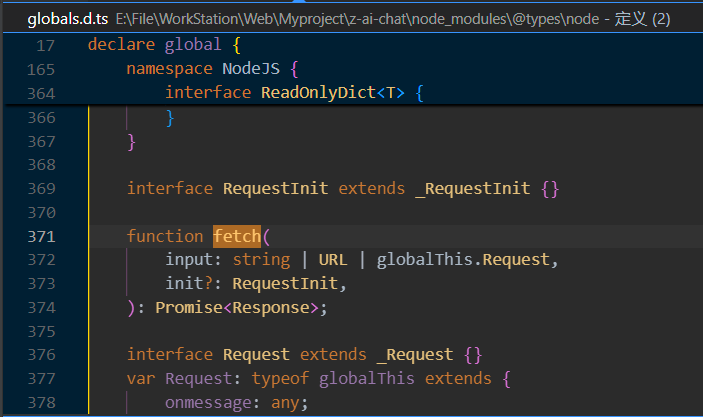 globals.d.ts E:\File\WorkStation\Web\Myproject\z-ai-chat\node_modules\@types\node - 定义 (2)
17 declare global {
165 namespace NodeJS {
364 interface ReadOnlyDict<T> {
366 }
367 }
368
369 interface RequestInit extends _RequestInit {}
370
371 function fetch(
372 input: string | URL | globalThis.Request,
373 init?: RequestInit,
374 ): Promise<Response>;
375
376 interface Request extends _Request {}
377 var Request: typeof globalThis extends {
378 onmessage: any;